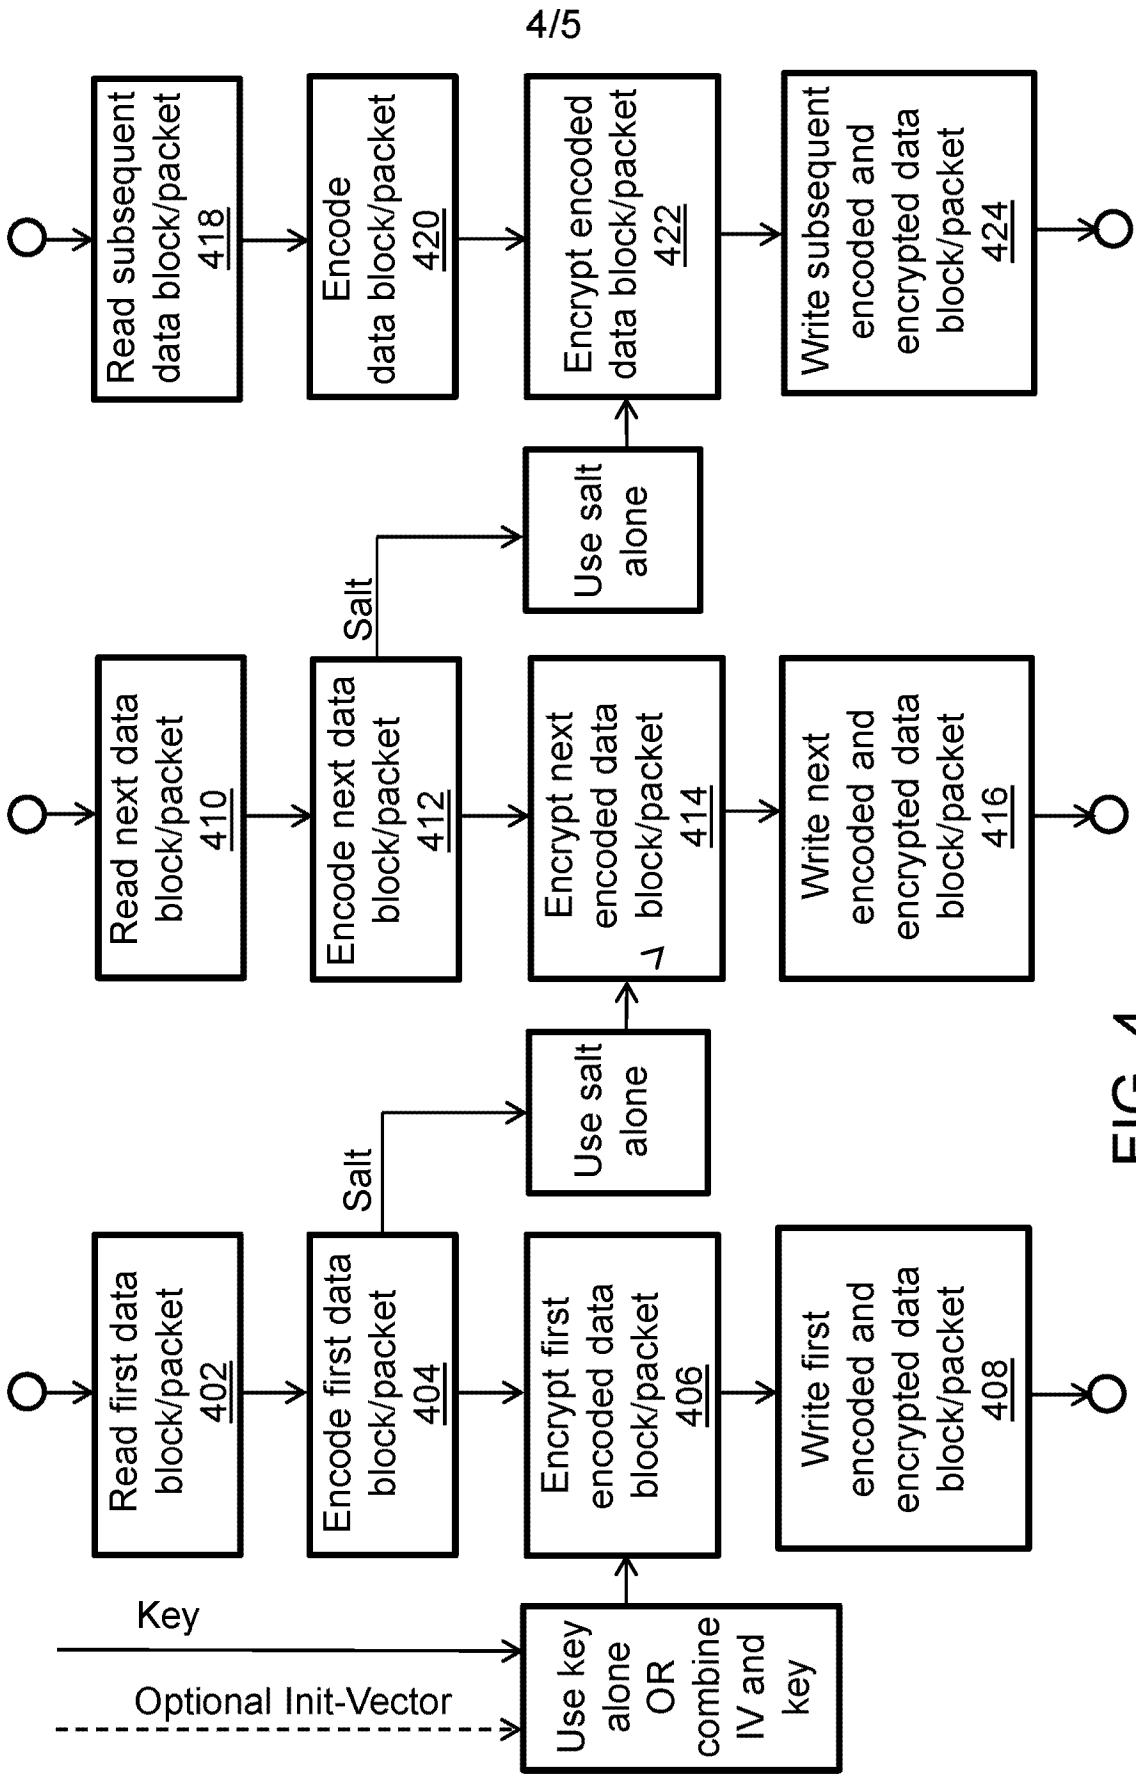 4/5
Key
Optional Init-Vector
Use key
alone
OR
combine
IV and
key
Read first data
block/packet
402
Encode first data
block/packet
404
Salt
Encrypt first
encoded data
block/packet
406
Write first
encoded and
encrypted data
block/packet
408
Use salt
alone
Read next data
block/packet
410
Encode next data
block/packet
412
Salt
Encrypt next
encoded data
block/packet
414
Write next
encoded and
encrypted data
block/packet
416
Use salt
alone
Read subsequent
data block/packet
418
Encode
data block/packet
420
Encrypt encoded
data block/packet
422
Write subsequent
encoded and
encrypted data
block/packet
424
FIG. 4